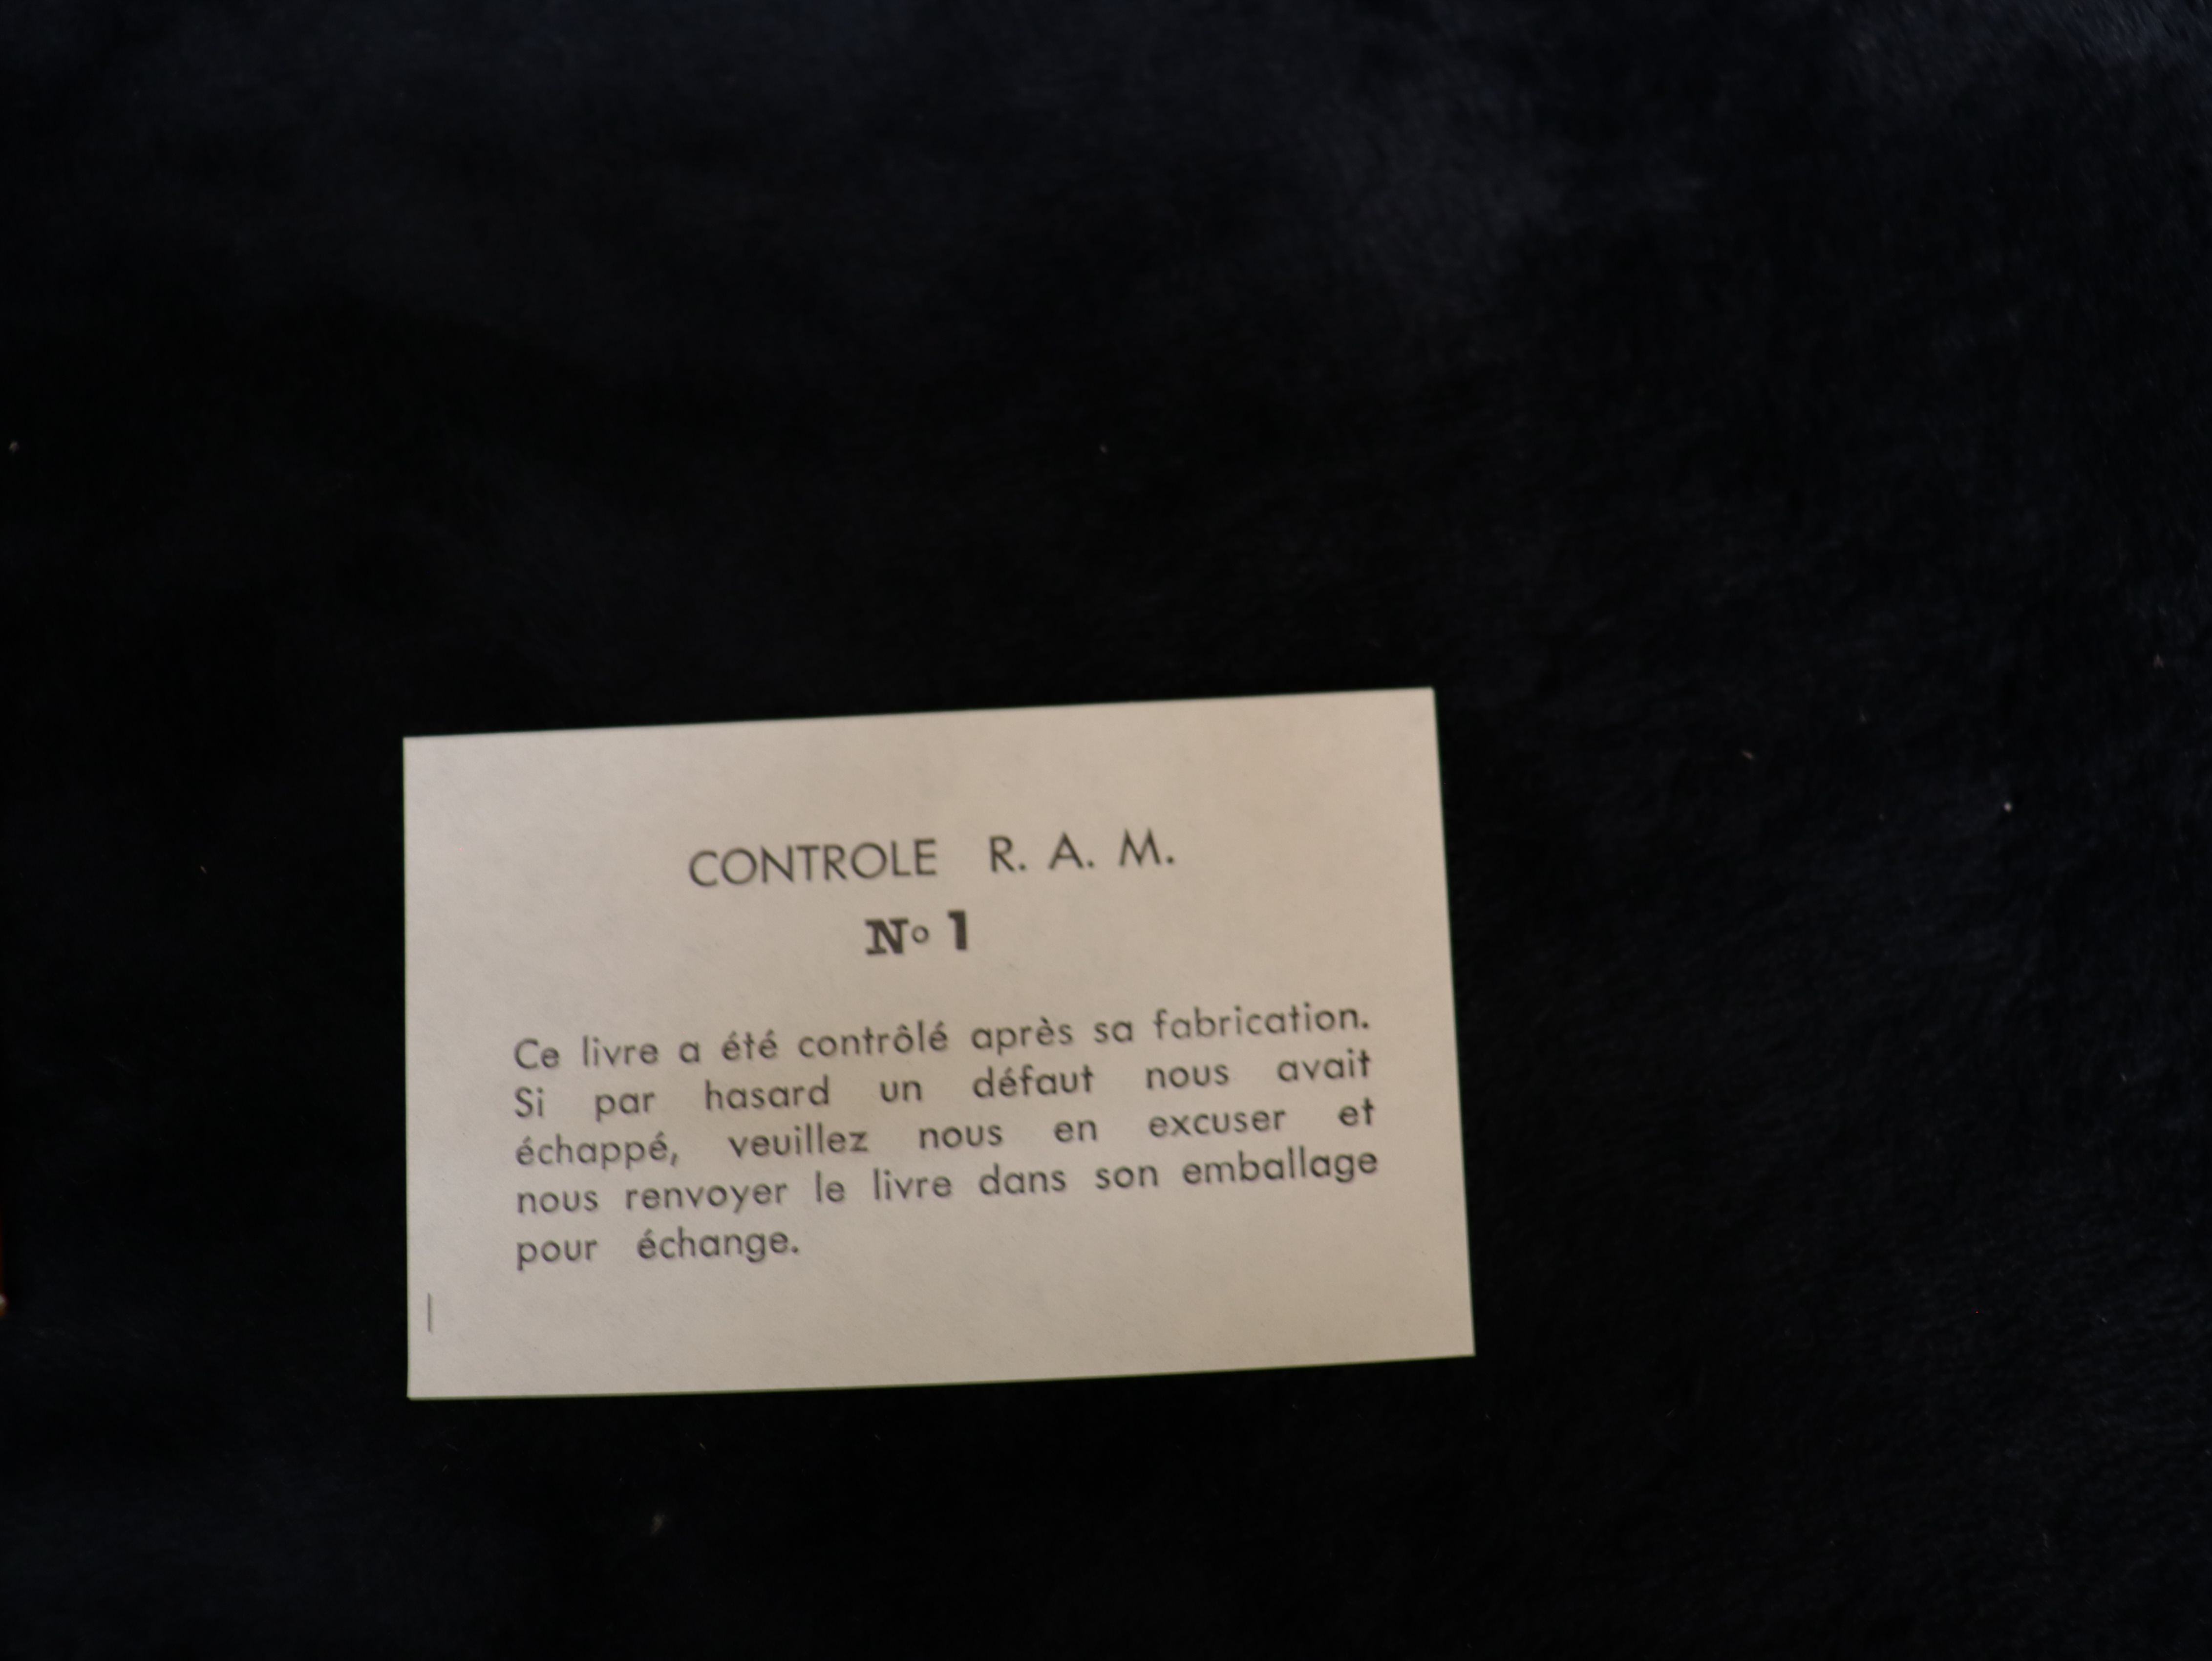 CONTROLE R. A. M.
Nº 1
Ce livre a été contrôlé après sa fabrication.
Si par hasard un défaut nous avait
échappé, veuillez nous en excuser et
nous renvoyer le livre dans son emballage
pour échange.